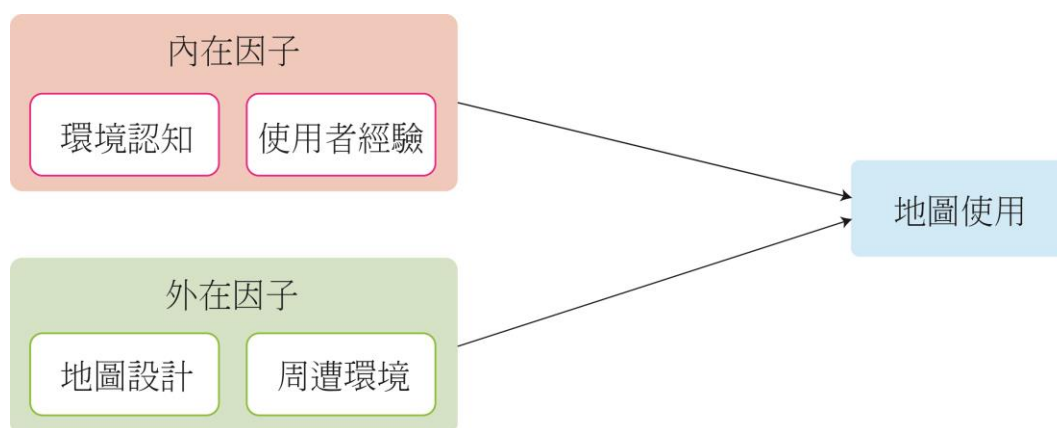 內在因子
環境認知
使用者經驗
地圖使用
外在因子
地圖設計
周遭環境